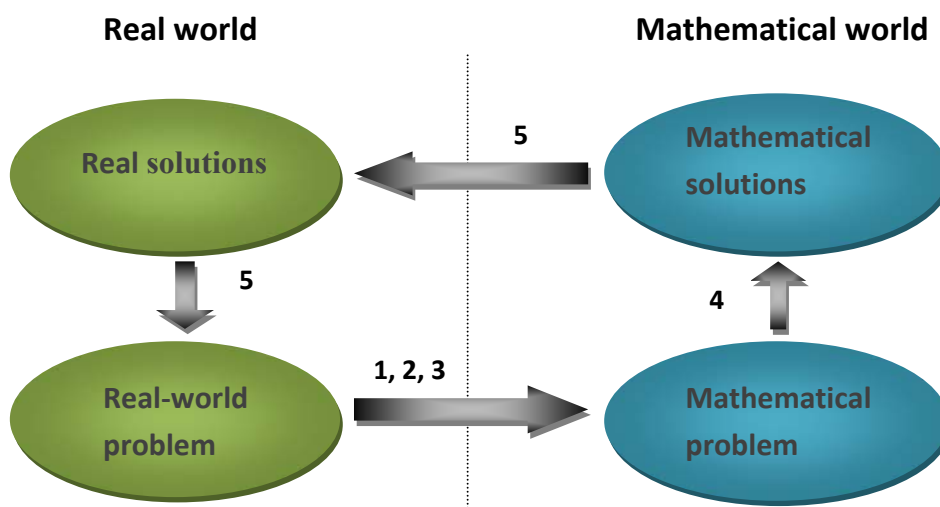 Real world
Mathematical world
5
Real solutions
Mathematical
solutions
5
4
1, 2, 3
Real-world
problem
Mathematical
problem